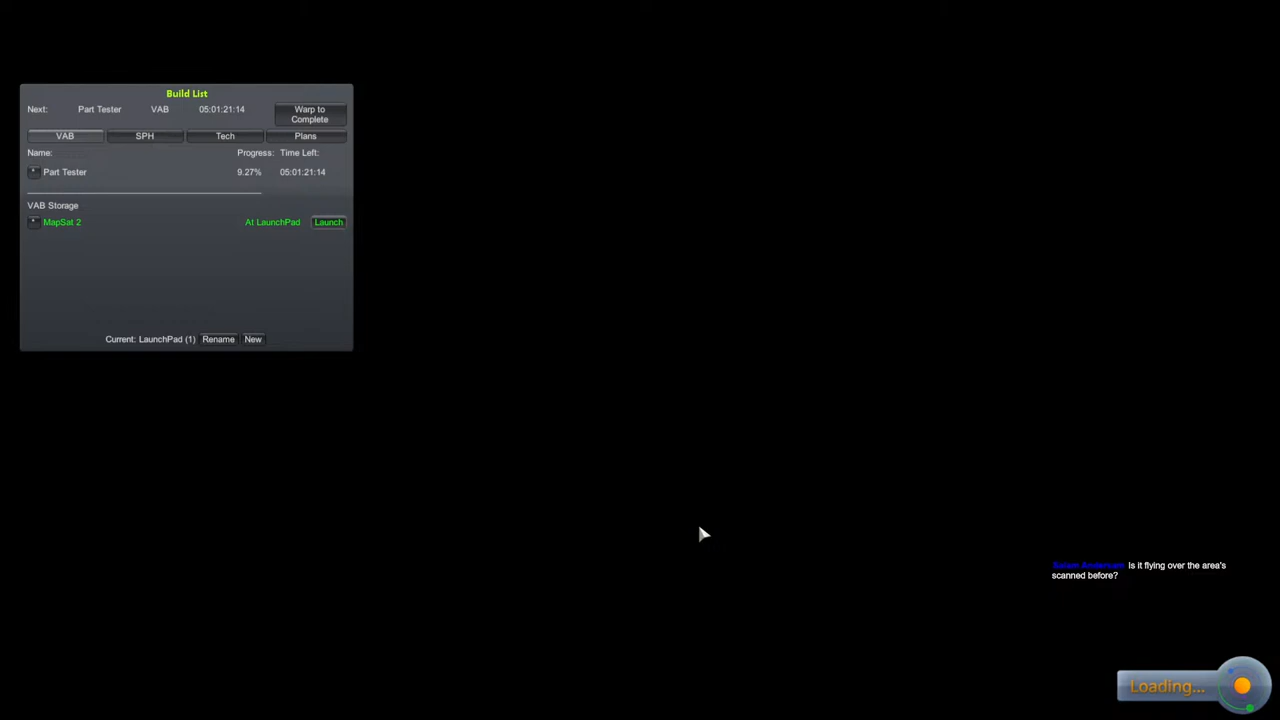 Build List
Next: Part Tester VAB 05:01:21:14 Warp to Complete
VAB SPH Tech Plans
Name: Progress: Time Left:
Part Tester 9.27% 05:01:21:14
VAB Storage
MapSat 2 At LaunchPad Launch
Current: LaunchPad (1) Rename New
Is it flying over the area's
scanned before?
Loading...